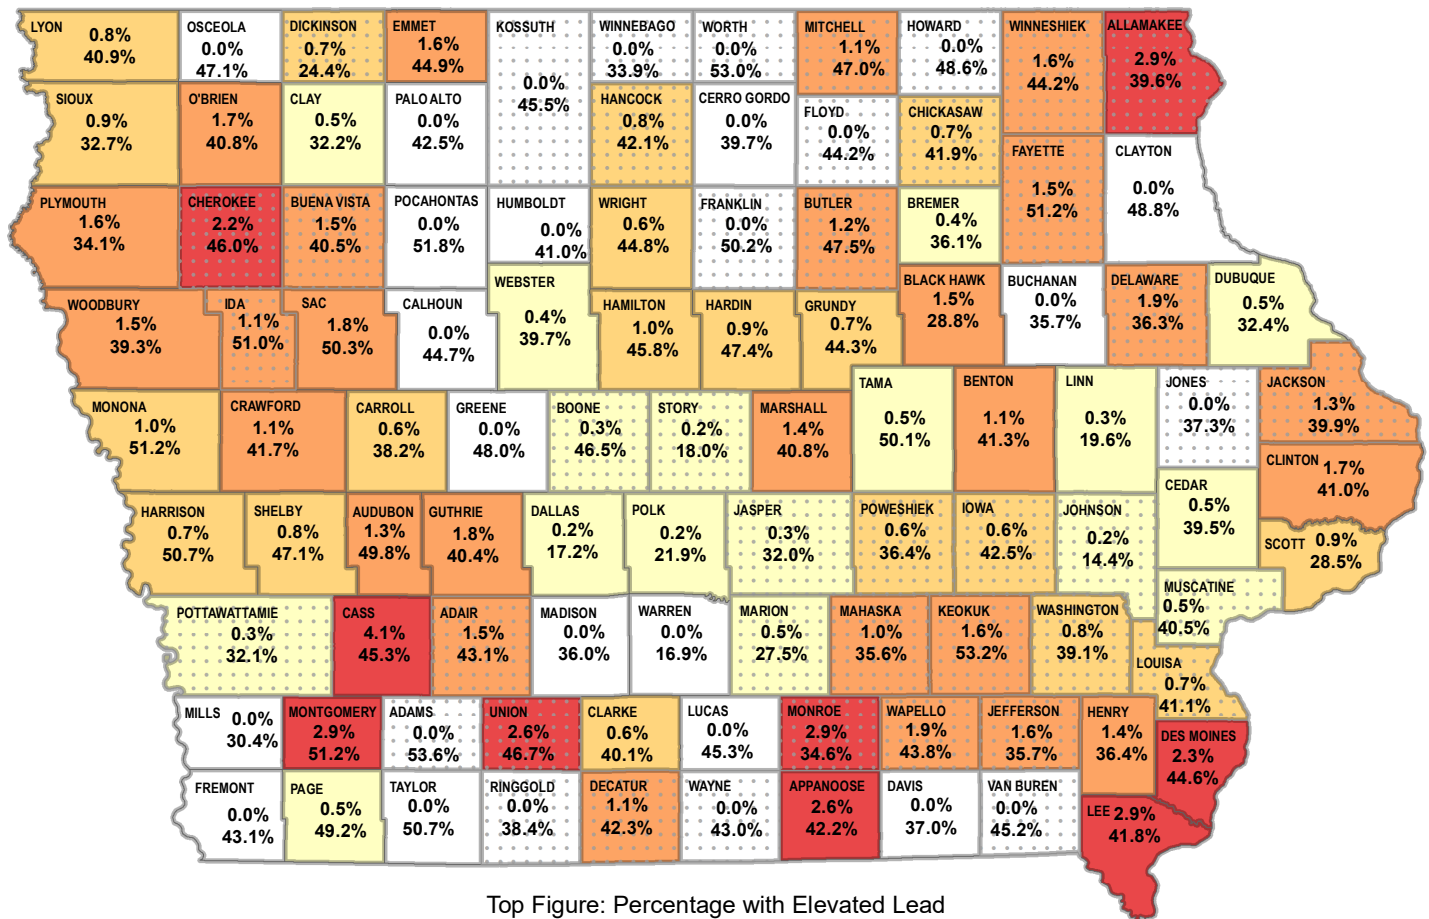 LYON
0.8%
40.9%
OSCEOLA
0.0%
47.1%
DICKINSON
0.7%
24.4%
EMMET
1.6%
44.9%
KOSSUTH
0.0%
45.5%
WINNEBAGO
0.0%
33.9%
WORTH
0.0%
53.0%
MITCHELL
1.1%
47.0%
HOWARD
0.0%
48.6%
WINNESHIEK
1.6%
44.2%
ALLAMAKEE
2.9%
39.6%
SIOUX
0.9%
32.7%
O'BRIEN
1.7%
40.8%
CLAY
0.5%
32.2%
PALO ALTO
0.0%
42.5%
HANCOCK
0.8%
42.1%
CERRO GORDO
0.0%
39.7%
FLOYD
0.0%
44.2%
CHICKASAW
0.7%
41.9%
FAYETTE
1.5%
51.2%
CLAYTON
0.0%
48.8%
PLYMOUTH
1.6%
34.1%
CHEROKEE
2.2%
46.0%
BUENA VISTA
1.5%
40.5%
POCAHONTAS
0.0%
51.8%
HUMBOLDT
0.0%
41.0%
WRIGHT
0.6%
44.8%
FRANKLIN
0.0%
50.2%
BUTLER
1.2%
47.5%
BREMER
0.4%
36.1%
WOODBURY
1.5%
39.3%
IDA
1.1%
51.0%
SAC
1.8%
50.3%
CALHOUN
0.0%
44.7%
WEBSTER
0.4%
39.7%
HAMILTON
1.0%
45.8%
HARDIN
0.9%
47.4%
GRUNDY
0.7%
44.3%
BLACK HAWK
1.5%
28.8%
BUCHANAN
0.0%
35.7%
DELAWARE
1.9%
36.3%
DUBUQUE
0.5%
32.4%
MONONA
1.0%
51.2%
CRAWFORD
1.1%
41.7%
CARROLL
0.6%
38.2%
GREENE
0.0%
48.0%
BOONE
0.3%
46.5%
STORY
0.2%
18.0%
MARSHALL
1.4%
40.8%
TAMA
0.5%
50.1%
BENTON
1.1%
41.3%
LINN
0.3%
19.6%
JONES
0.0%
37.3%
JACKSON
1.3%
39.9%
CLINTON
1.7%
41.0%
HARRISON
0.7%
50.7%
SHELBY
0.8%
47.1%
AUDUBON
1.3%
49.8%
GUTHRIE
1.8%
40.4%
DALLAS
0.2%
17.2%
POLK
0.2%
21.9%
JASPER
0.3%
32.0%
POWESHIEK
0.6%
36.4%
IOWA
0.6%
42.5%
JOHNSON
0.2%
14.4%
CEDAR
0.5%
39.5%
SCOTT
0.9%
28.5%
MUSCATINE
0.5%
40.5%
POTTAWATTAMIE
0.3%
32.1%
CASS
4.1%
45.3%
ADAIR
1.5%
43.1%
MADISON
0.0%
36.0%
WARREN
0.0%
16.9%
MARION
0.5%
27.5%
MAHASKA
1.0%
35.6%
KEOKUK
1.6%
53.2%
WASHINGTON
0.8%
39.1%
LOUISA
0.7%
41.1%
MILLS
0.0%
30.4%
MONTGOMERY
2.9%
51.2%
ADAMS
0.0%
53.6%
UNION
2.6%
46.7%
CLARKE
0.6%
40.1%
LUCAS
0.0%
45.3%
MONROE
2.9%
34.6%
WAPELLO
1.9%
43.8%
JEFFERSON
1.6%
35.7%
HENRY
1.4%
36.4%
DES MOINES
2.3%
44.6%
FREMONT
0.0%
43.1%
PAGE
0.5%
49.2%
TAYLOR
0.0%
50.7%
RINGGOLD
0.0%
38.4%
DECATUR
1.1%
42.3%
WAYNE
0.0%
43.0%
APPANOOSE
2.6%
42.2%
DAVIS
0.0%
37.0%
VAN BUREN
0.0%
45.2%
LEE
2.9%
41.8%
Top Figure: Percentage with Elevated Lead